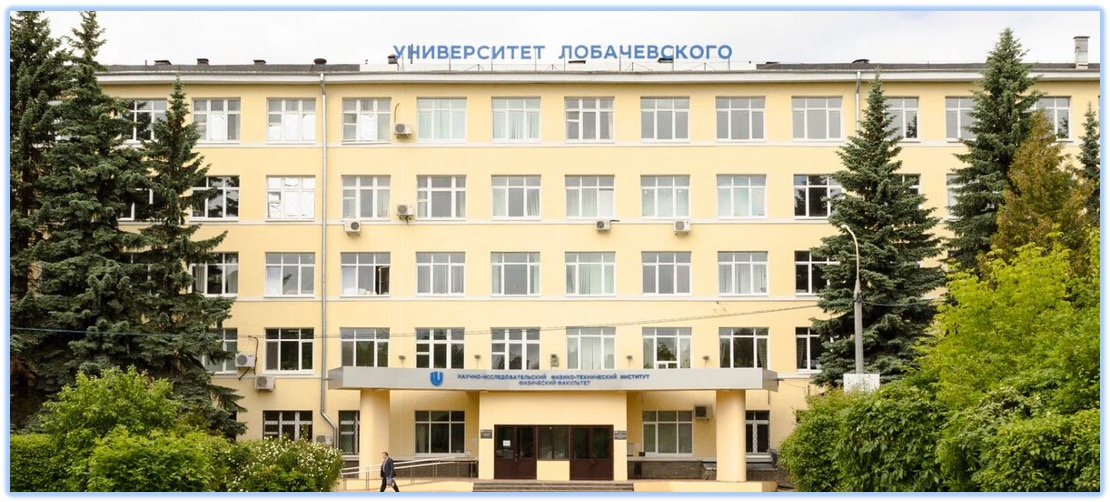 УНИВЕРСИТЕТ ЛОБАЧЕВСКОГО
НАУЧНО-ИССЛЕДОВАТЕЛЬСКИЙ ФИЗИКО-ТЕХНИЧЕСКИЙ ИНСТИТУТ
ФИЗИЧЕСКИЙ ФАКУЛЬТЕТ